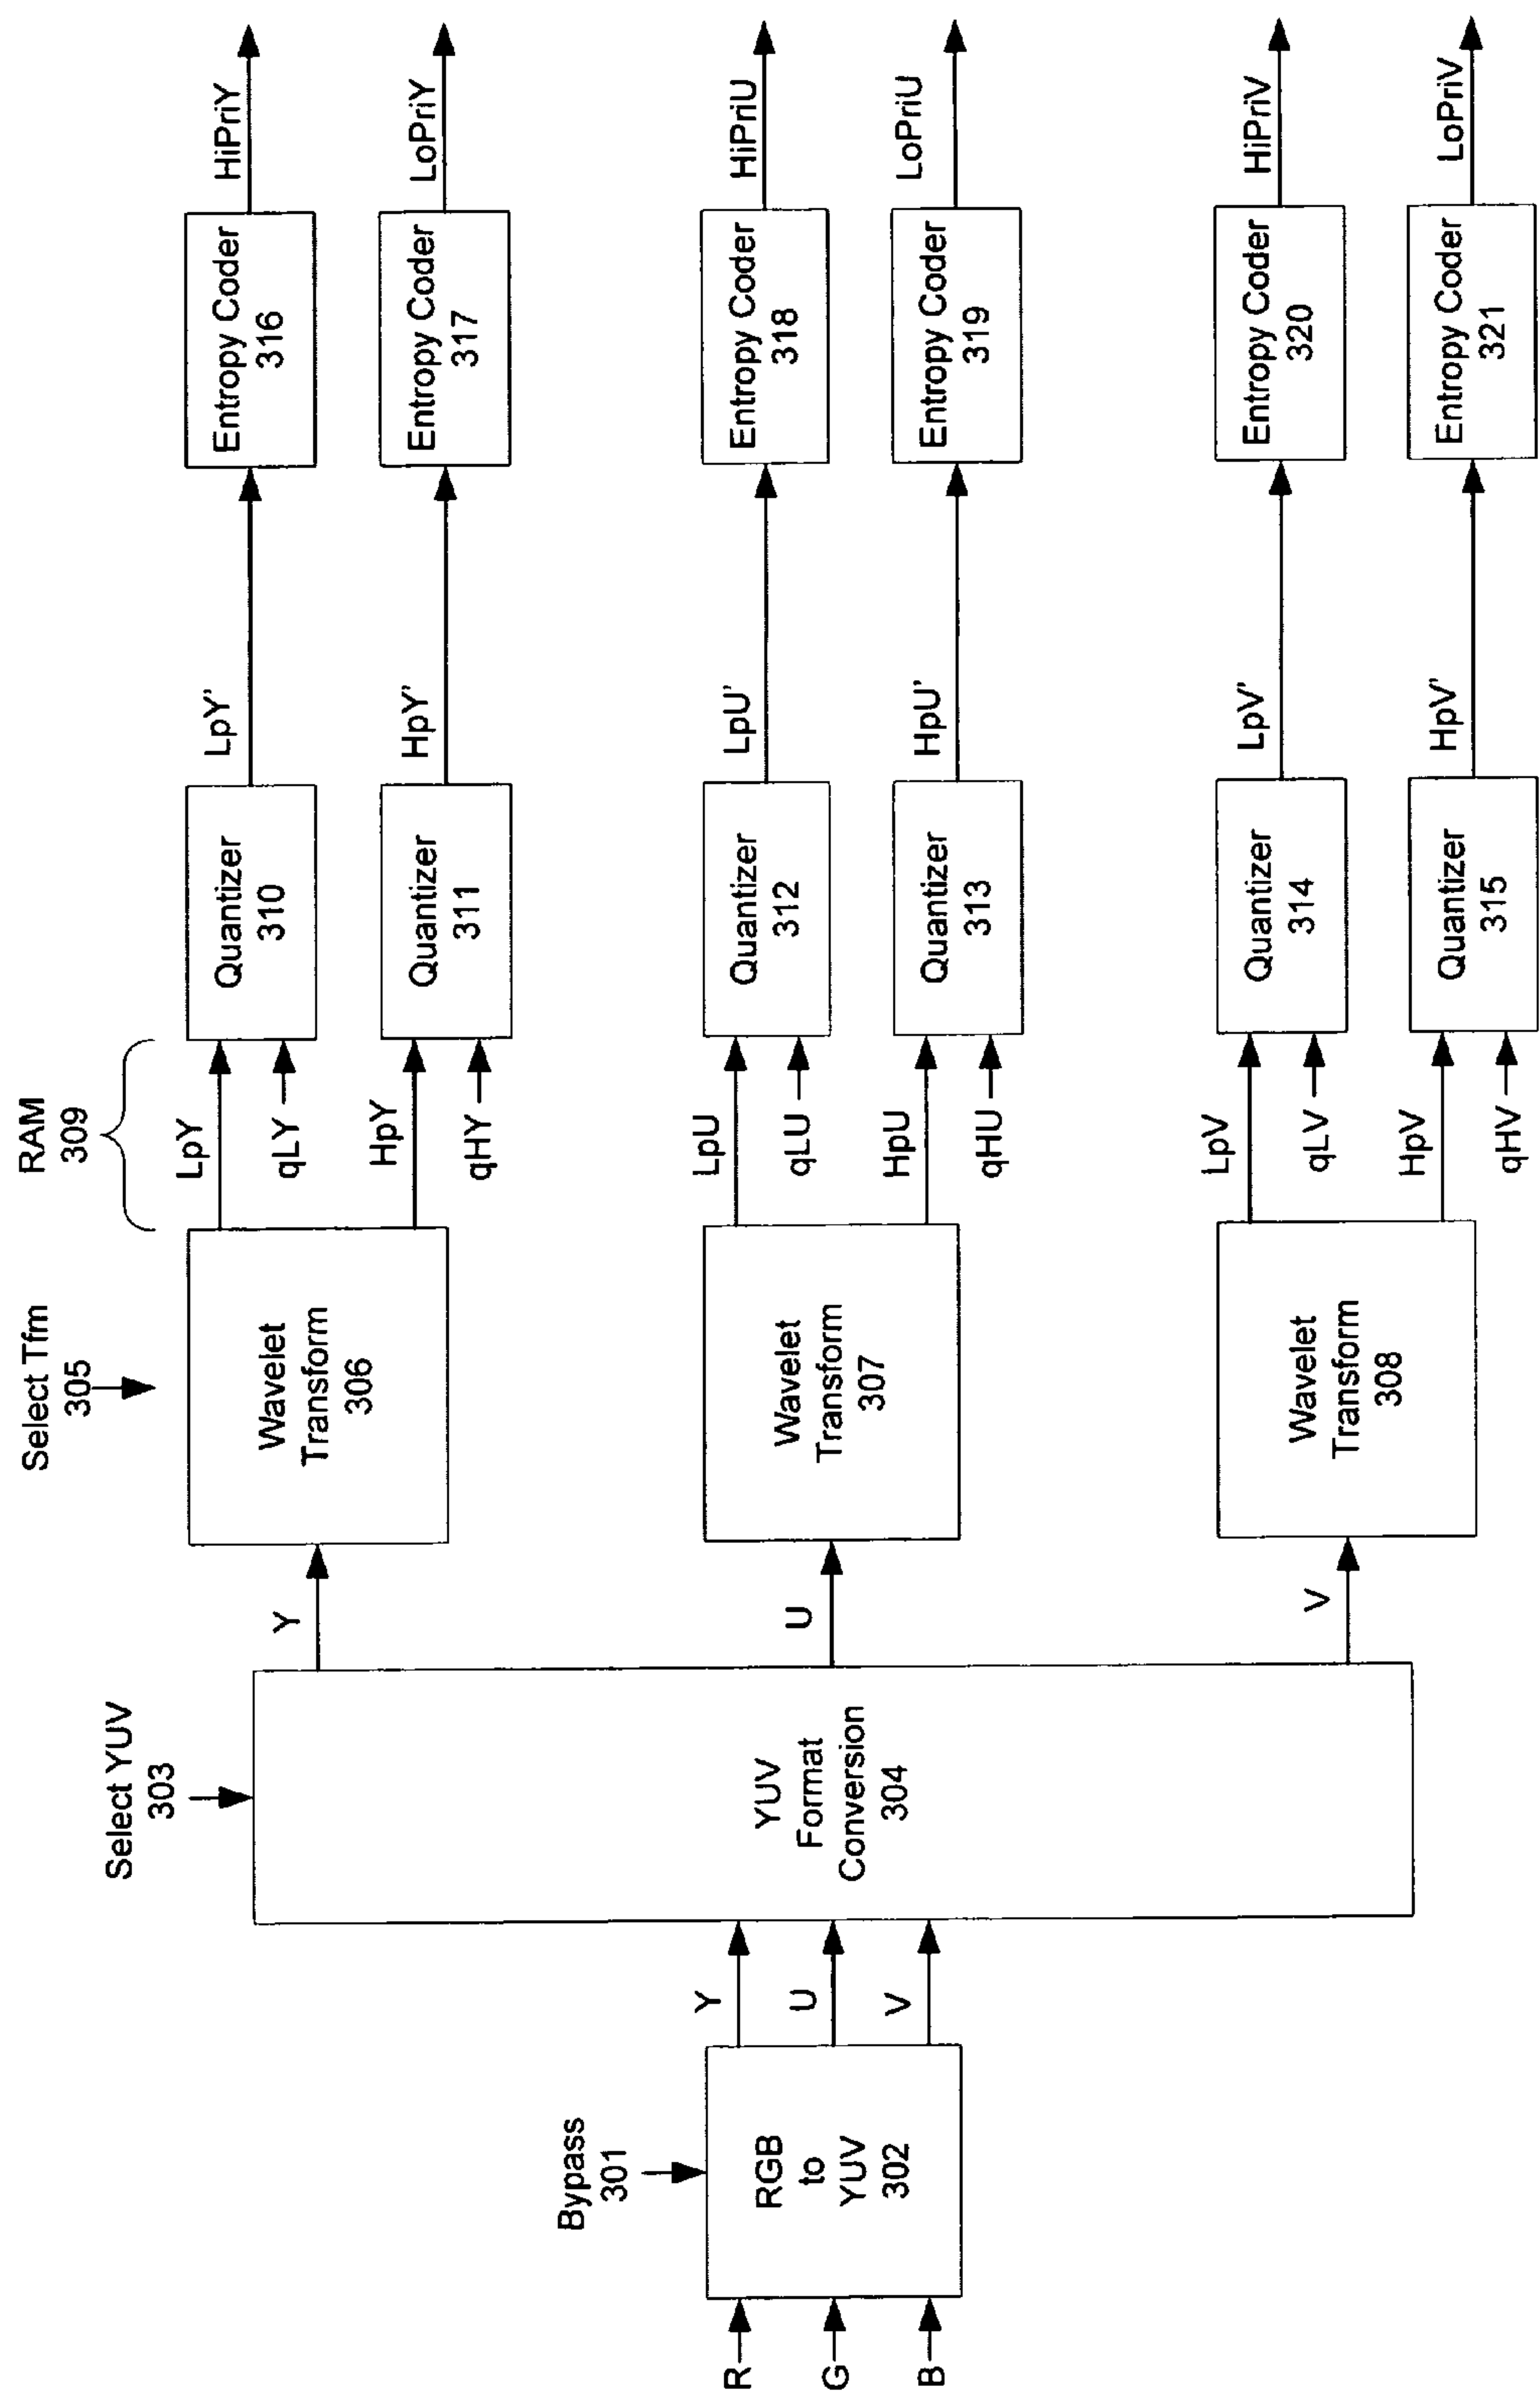 R
G
B
Bypass
301
RGB
to
YUV
302
Y
U
V
Select YUV
303
YUV
Format
Conversion
304
Y
U
V
Select Tfm
305
Wavelet
Transform
306
Wavelet
Transform
307
Wavelet
Transform
308
RAM
309
LpY
qLY
HpY
qHY
LpU
qLU
HpU
qHU
LpV
qLV
HpV
qHV
Quantizer
310
Quantizer
311
Quantizer
312
Quantizer
313
Quantizer
314
Quantizer
315
LpY'
HpY'
LpU'
HpU'
LpV'
HpV'
Entropy Coder
316
Entropy Coder
317
Entropy Coder
318
Entropy Coder
319
Entropy Coder
320
Entropy Coder
321
HiPriY
LoPriY
HiPriU
LoPriU
HiPriV
LoPriV